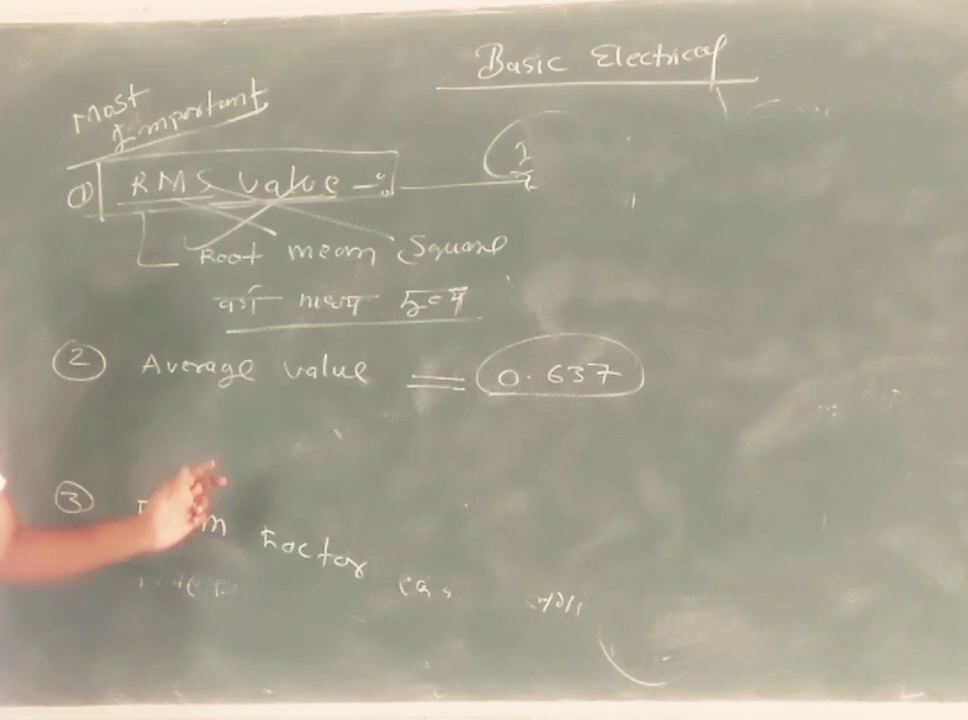 Basic Electrical
Most
Important
① RMS value -:
Root mean Square
वर्ग माध्य मूल्य
② Average value = 0.637
③ Factor